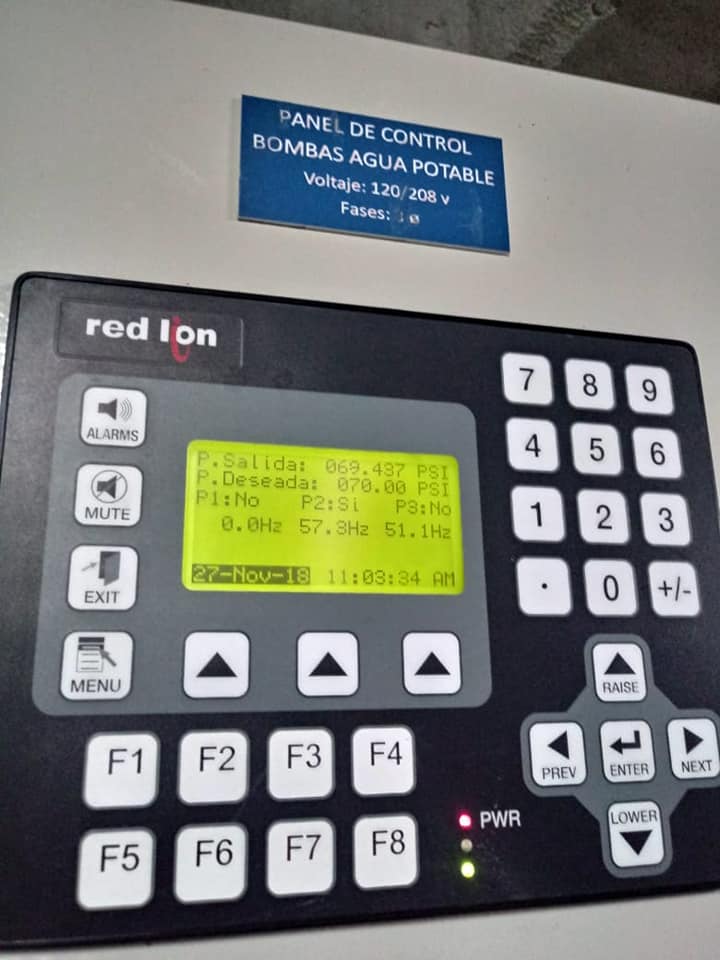 PANEL DE CONTROL
BOMBAS AGUA POTABLE
Voltaje: 120/208 v
Fases: ø
red lion
ALARMS
MUTE
EXIT
MENU
P.Salida: 069.437 PSI
P.Deseada: 070.00 PSI
P1:No P2:Si P3:No
0.0Hz 57.3Hz 51.1Hz
27-Nov-18 11:03:34 AM
7 8 9
4 5 6
1 2 3
. 0 +/-
RAISE
PREV ENTER NEXT
LOWER
F1 F2 F3 F4
F5 F6 F7 F8
PWR